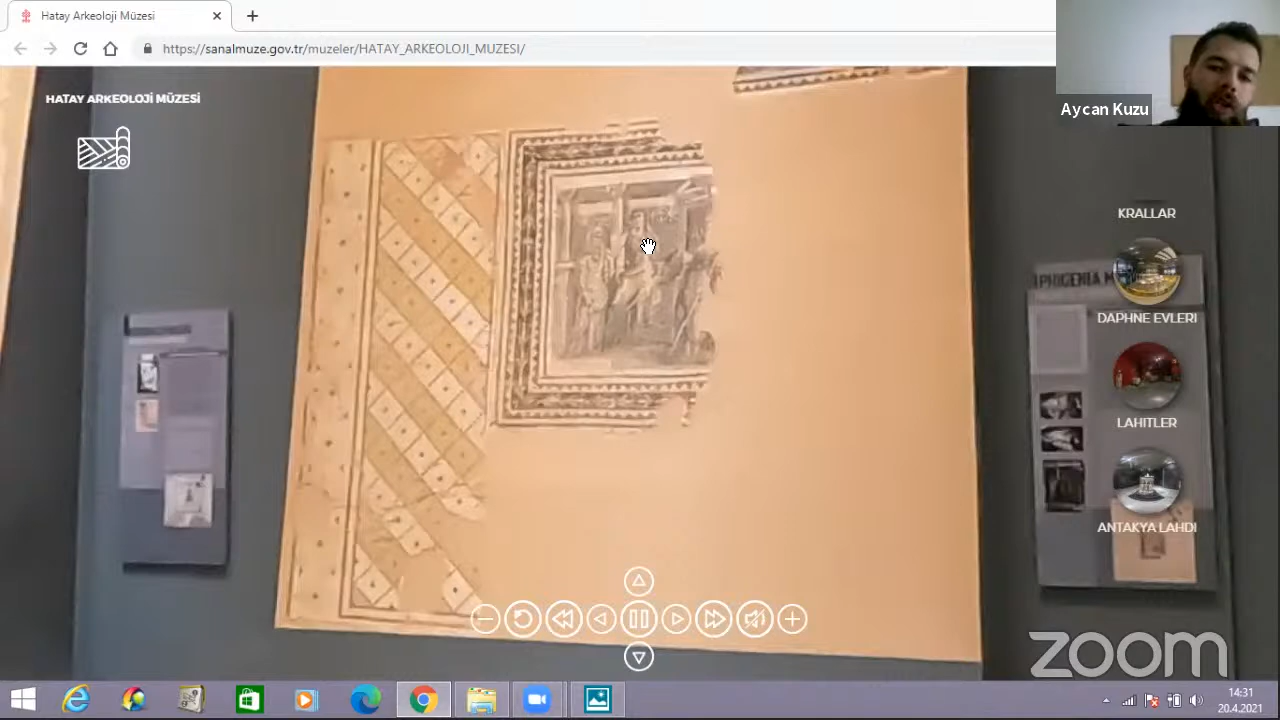 Hatay Arkeoloji Müzesi
https://sanalmuze.gov.tr/muzeler/HATAY_ARKEOLOJI_MUZESI/
Aycan Kuzu
HATAY ARKEOLOJİ MÜZESİ
KRALLAR
DAPHNE EVLERİ
LAHİTLER
ANTAKYA LAHDİ
zoom
14:31
20.4.2021